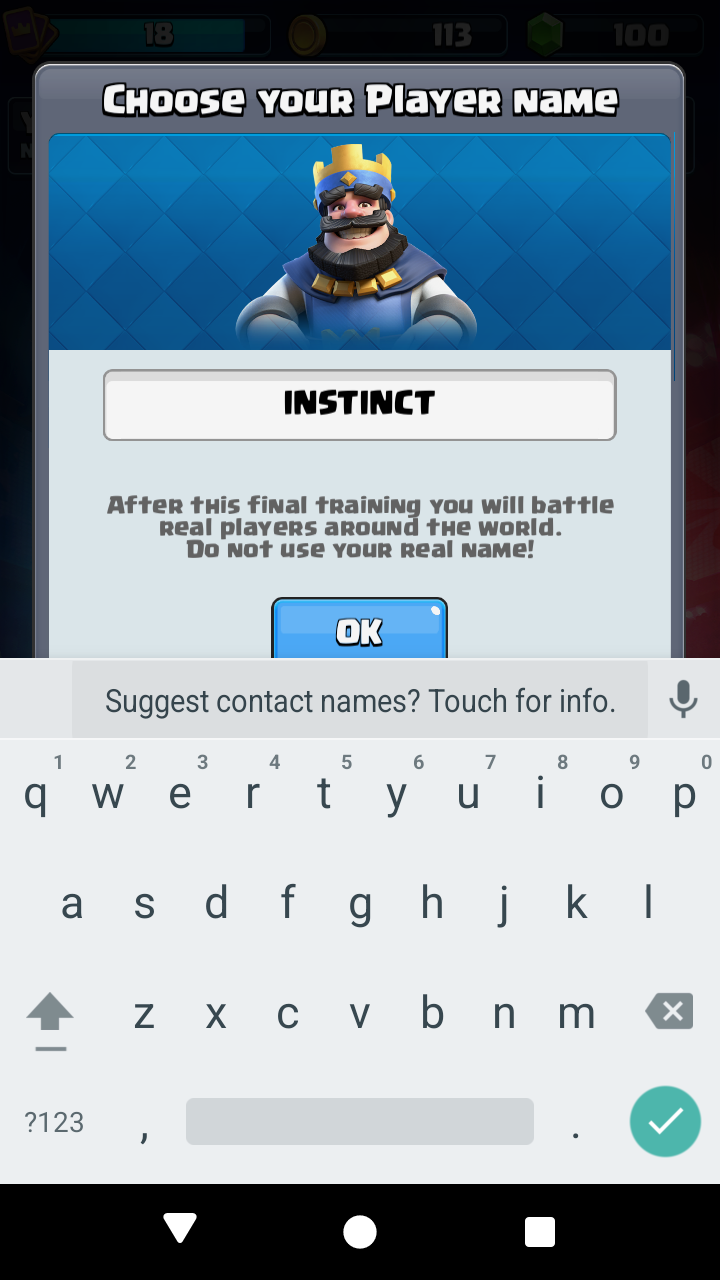 18 113 100
Choose your Player name
INSTINCT
After this final training you will battle
real players around the world.
Do not use your real name!
OK
Suggest contact names? Touch for info.
1 2 3 4 5 6 7 8 9 0
q w e r t y u i o p
a s d f g h j k l
z x c v b n m
?123 , .